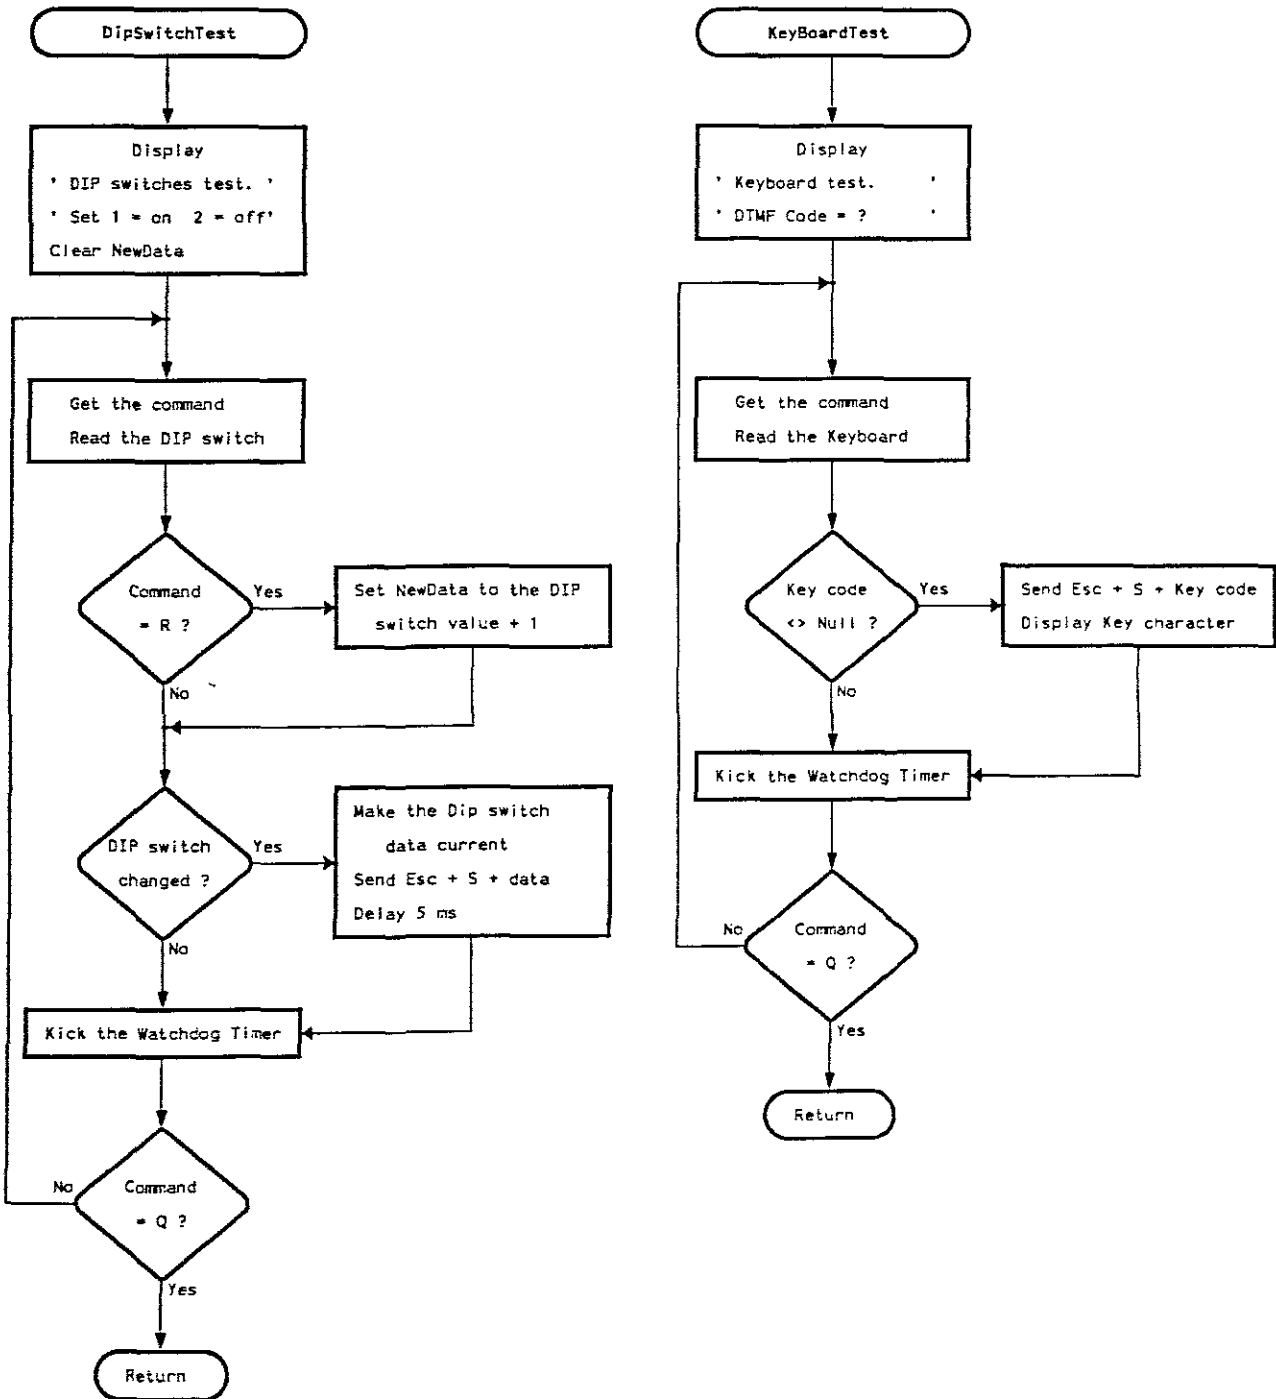 DipSwitchTest
Display
' DIP switches test. '
' Set 1 = on 2 = off'
Clear NewData
Get the command
Read the DIP switch
Command
= R ?
Yes
Set NewData to the DIP
switch value + 1
No
DIP switch
changed ?
Yes
Make the Dip switch
data current
Send Esc + S + data
Delay 5 ms
No
Kick the Watchdog Timer
Command
= Q ?
No
Yes
Return
KeyBoardTest
Display
' Keyboard test. '
' DTMF Code = ? '
Get the command
Read the Keyboard
Key code
<> Null ?
Yes
Send Esc + S + Key code
Display Key character
No
Kick the Watchdog Timer
Command
= Q ?
No
Yes
Return